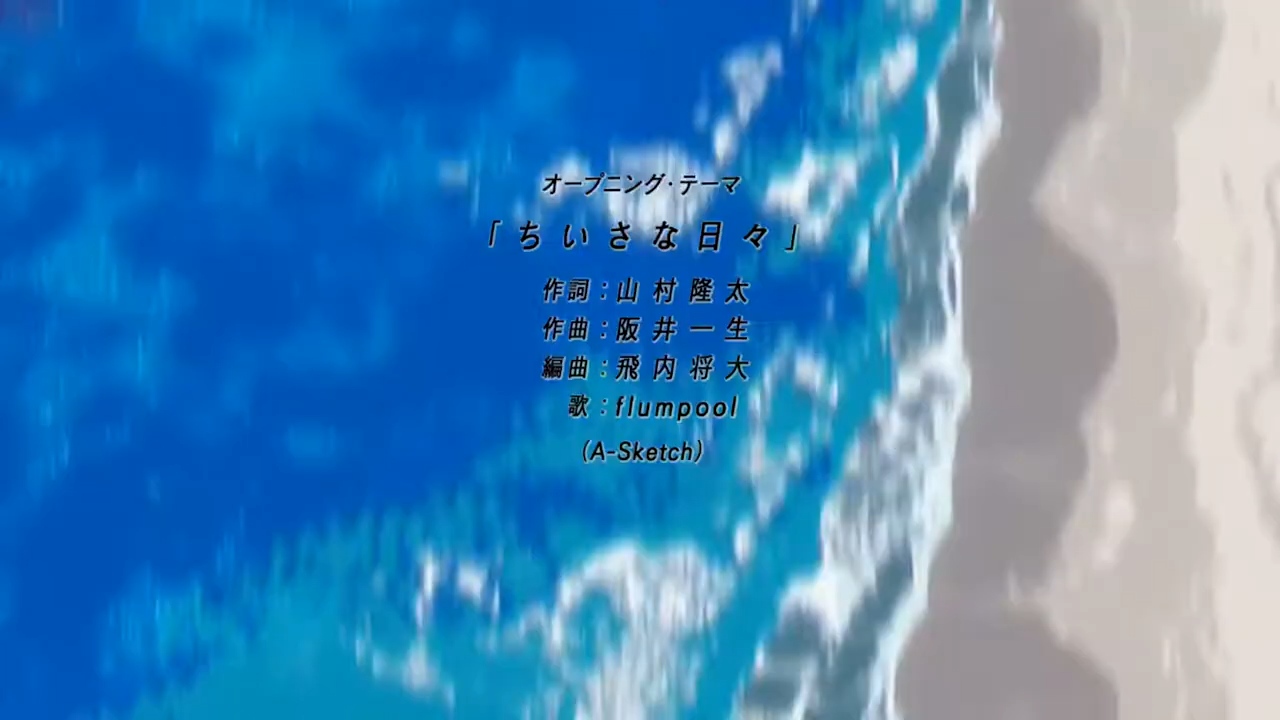 オープニング・テーマ
「ちいさな日々」
作詞：山村隆太
作曲：阪井一生
編曲：飛内将大
歌：flumpool
（A-Sketch）